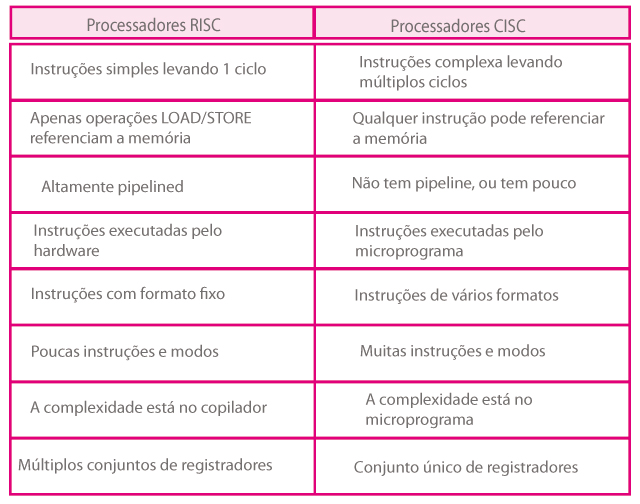 Processadores RISC
Processadores CISC
Instruções simples levando 1 ciclo
Instruções complexa levando
múltiplos ciclos
Apenas operações LOAD/STORE
referenciam a memória
Qualquer instrução pode referenciar
a memória
Altamente pipelined
Não tem pipeline, ou tem pouco
Instruções executadas pelo
hardware
Instruções executadas pelo
microprograma
Instruções com formato fixo
Instruções de vários formatos
Poucas instruções e modos
Muitas instruções e modos
A complexidade está no copilador
A complexidade está no
microprograma
Múltiplos conjuntos de registradores
Conjunto único de registradores